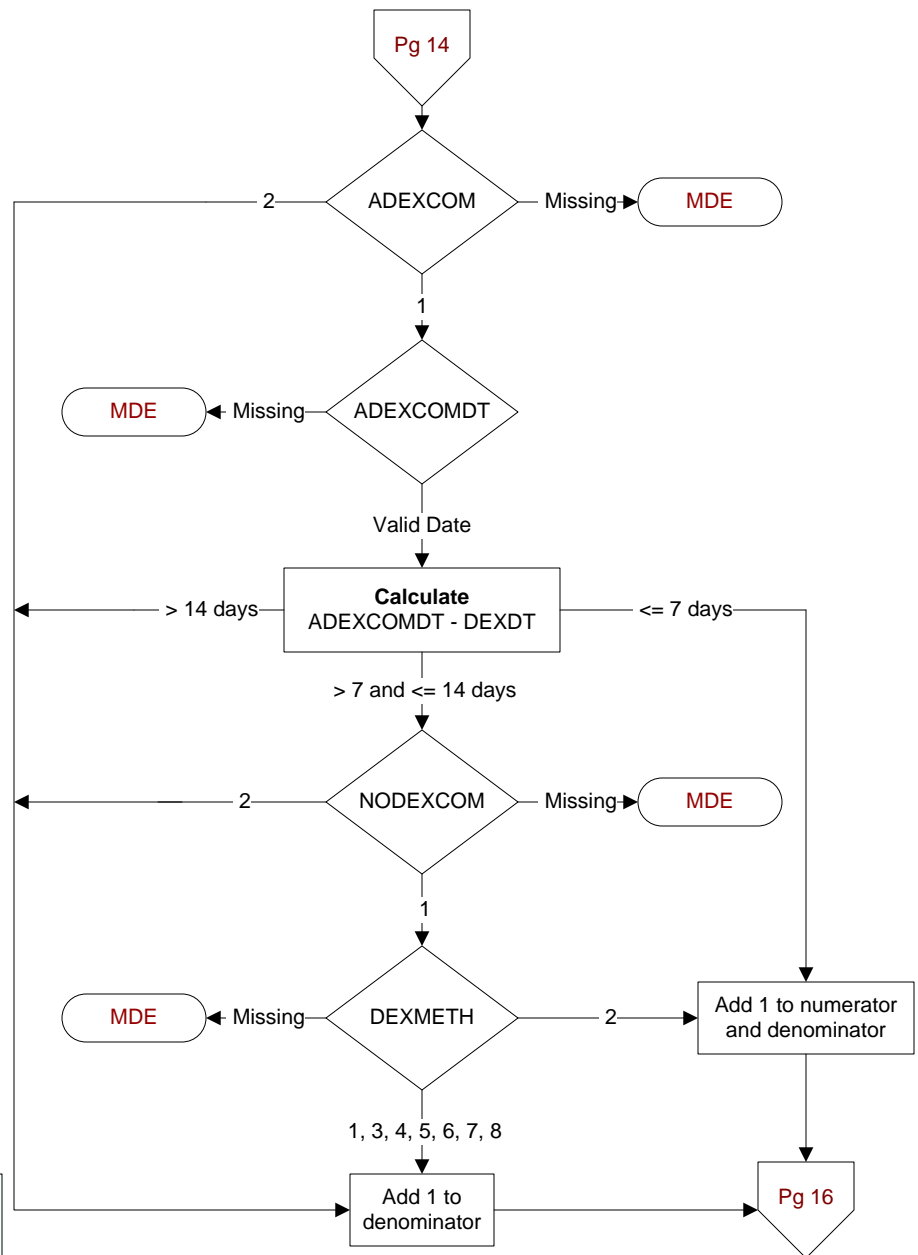 Pg 14
2
ADEXCOM
Missing
MDE
1
MDE
Missing
ADEXCOMDT
Valid Date
> 14 days
Calculate
ADEXCOMDT - DEXDT
<= 7 days
> 7 and <= 14 days
2
NODEXCOM
Missing
MDE
1
MDE
Missing
DEXMETH
2
Add 1 to numerator
and denominator
1, 3, 4, 5, 6, 7, 8
Add 1 to
denominator
Pg 16